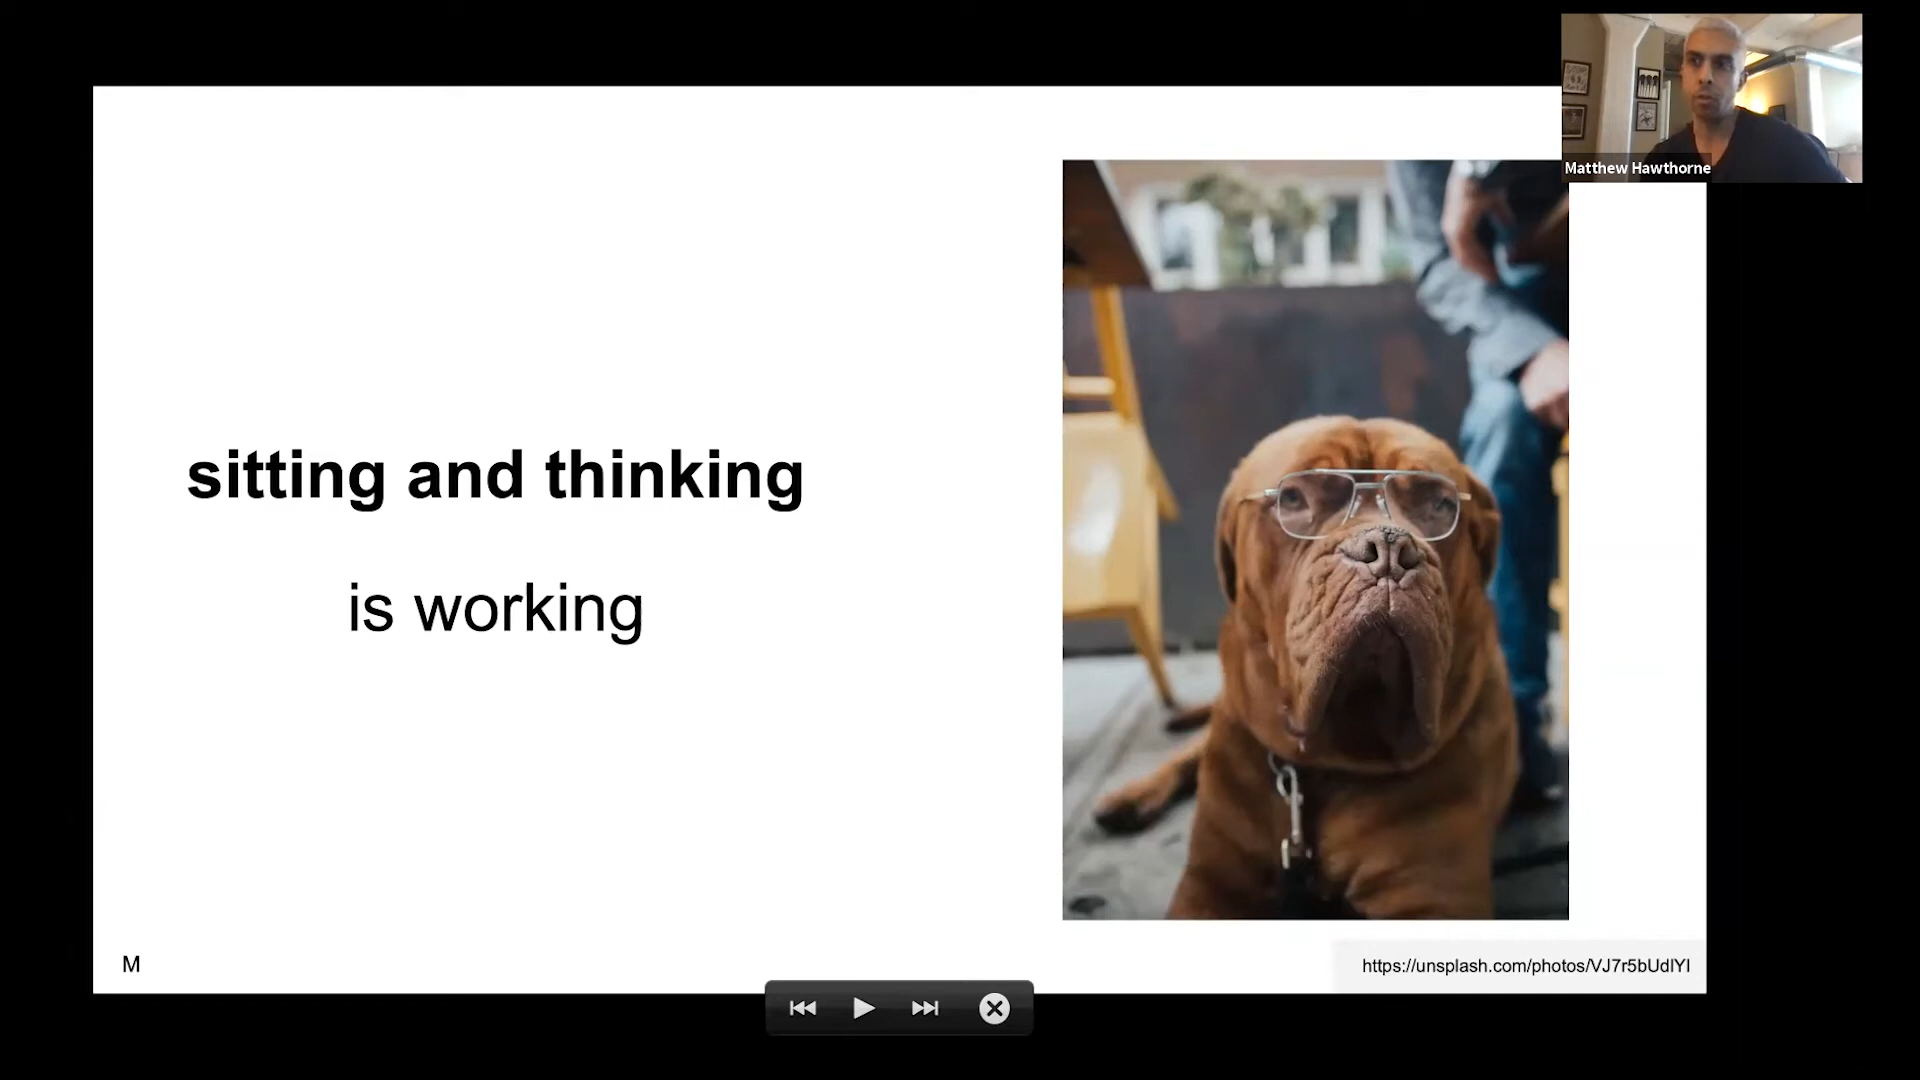 Matthew Hawthorne
sitting and thinking
is working
M
https://unsplash.com/photos/VJ7r5bUdlYI